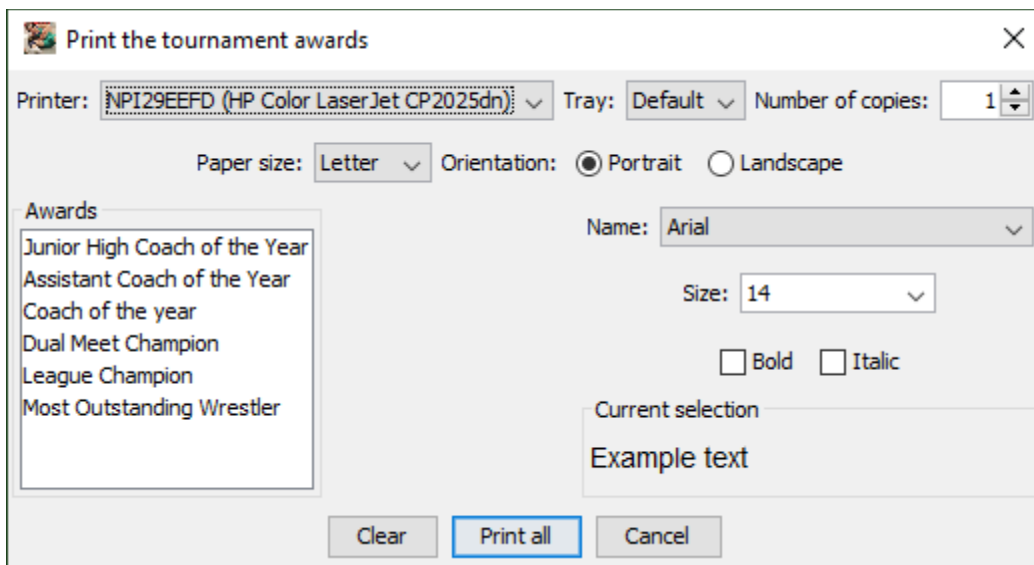 Print the tournament awards
Printer: NPI29EEFD (HP Color LaserJet CP2025dn) Tray: Default Number of copies: 1
Paper size: Letter Orientation: Portrait Landscape
Awards
Junior High Coach of the Year
Assistant Coach of the Year
Coach of the year
Dual Meet Champion
League Champion
Most Outstanding Wrestler
Name: Arial
Size: 14
Bold Italic
Current selection
Example text
Clear Print all Cancel